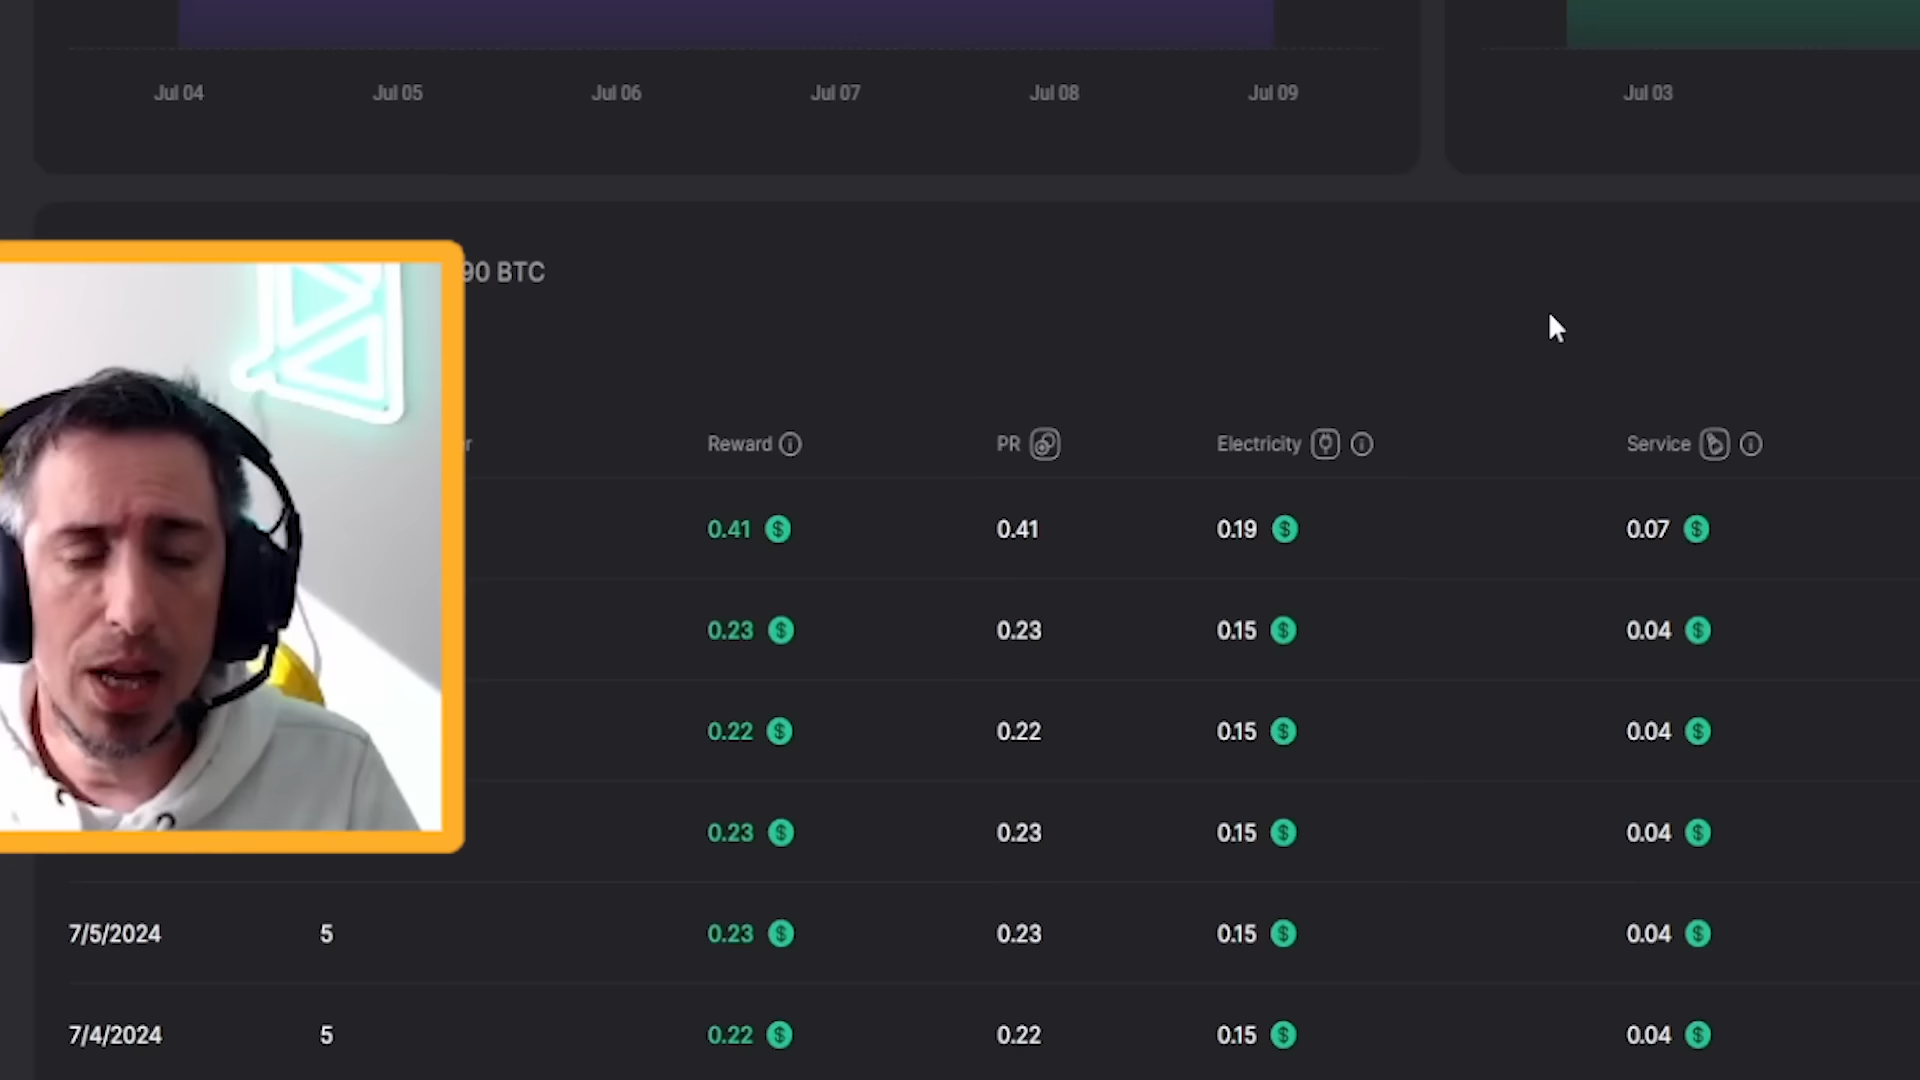 Jul 04 Jul 05 Jul 06 Jul 07 Jul 08 Jul 09 Jul 03
90 BTC
Reward PR Electricity Service
0.41 0.41 0.19 0.07
0.23 0.23 0.15 0.04
0.22 0.22 0.15 0.04
0.23 0.23 0.15 0.04
7/5/2024 5 0.23 0.23 0.15 0.04
7/4/2024 5 0.22 0.22 0.15 0.04